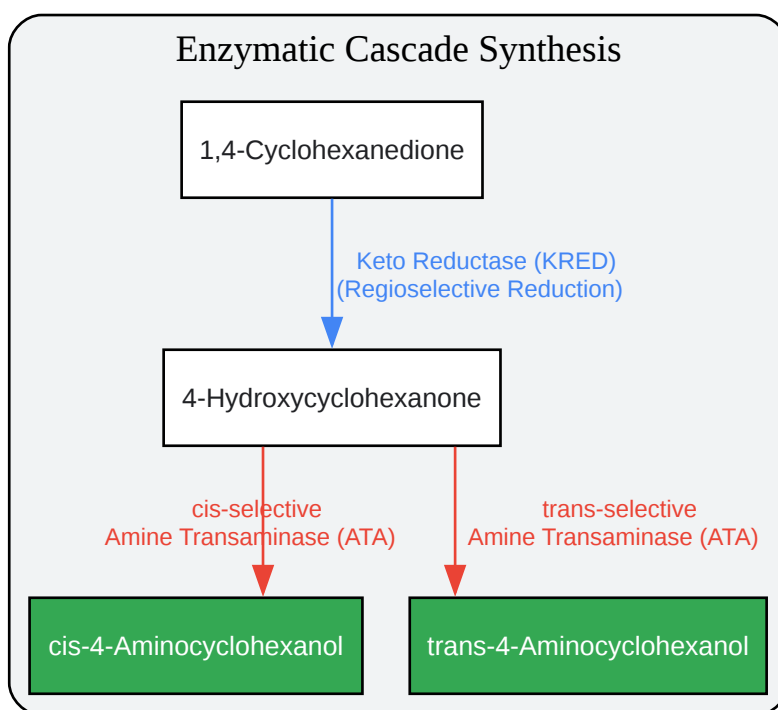 Enzymatic Cascade Synthesis
1,4-Cyclohexanedione
Keto Reductase (KRED)
(Regioselective Reduction)
4-Hydroxycyclohexanone
cis-selective
Amine Transaminase (ATA)
trans-selective
Amine Transaminase (ATA)
cis-4-Aminocyclohexanol
trans-4-Aminocyclohexanol